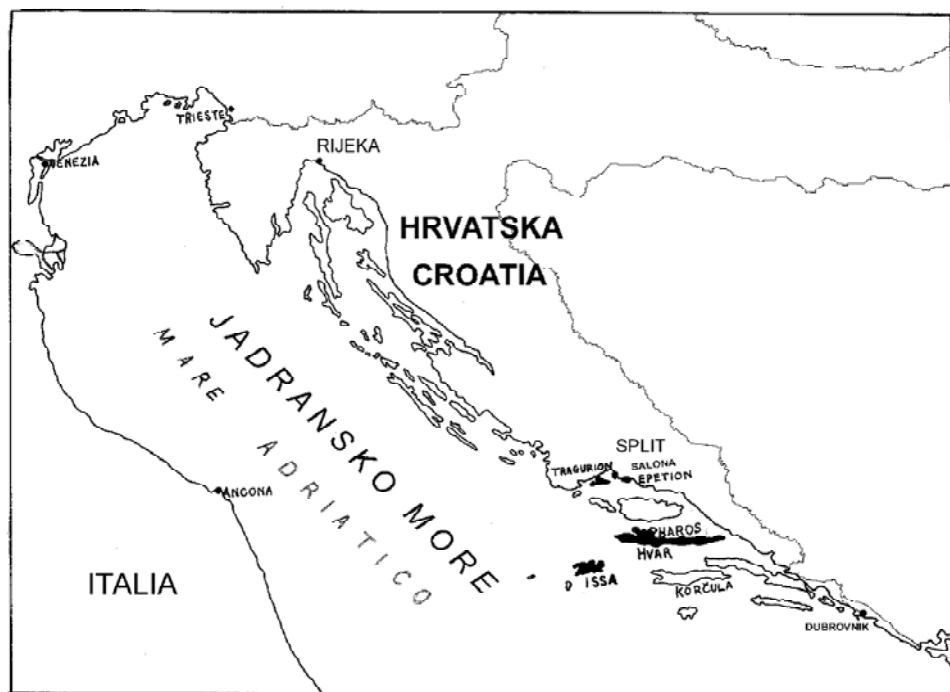 TRIESTE
VENEZIA
RIJEKA
HRVATSKA
CROATIA
JADRANSKO MORE
MARE ADRIATICO
ANCONA
ITALIA
SPLIT
TRAGURION
SALONA
EPETION
PHAROS
HVAR
ISSA
KORČULA
DUBROVNIK